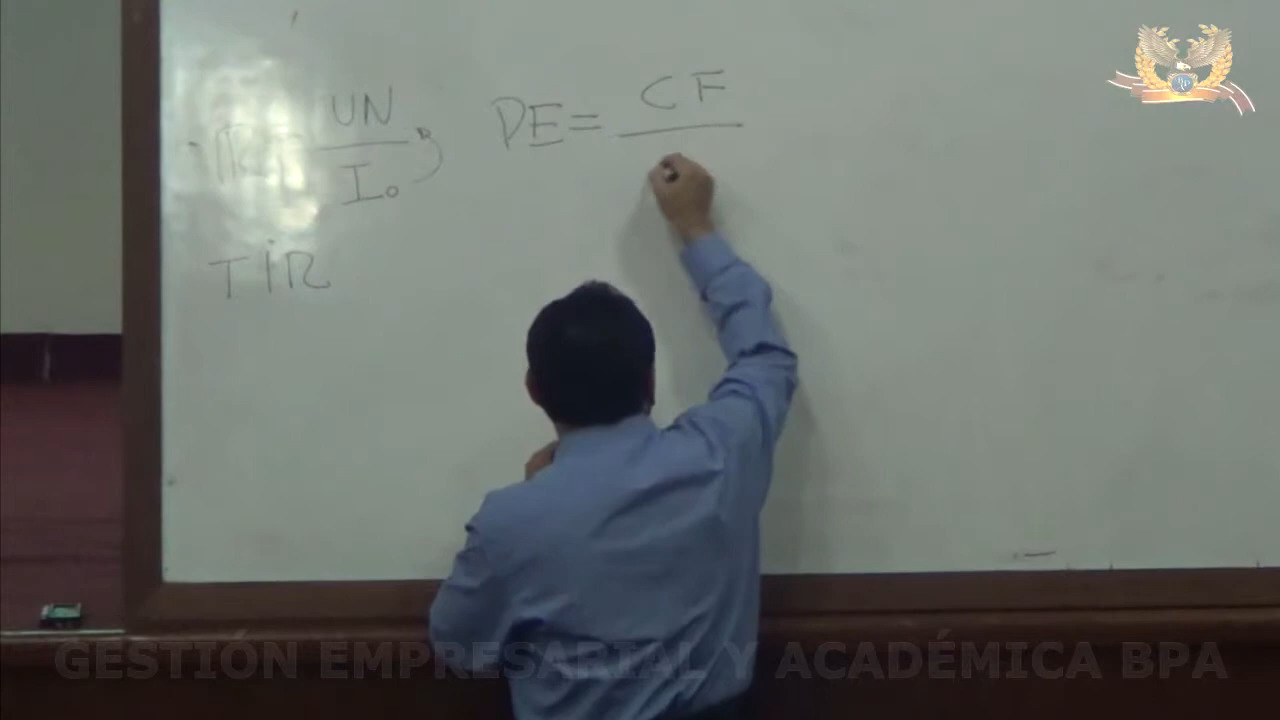 UN
I₀
TIR
PE = CF
GESTIÓN EMPRESARIAL Y ACADÉMICA BPA